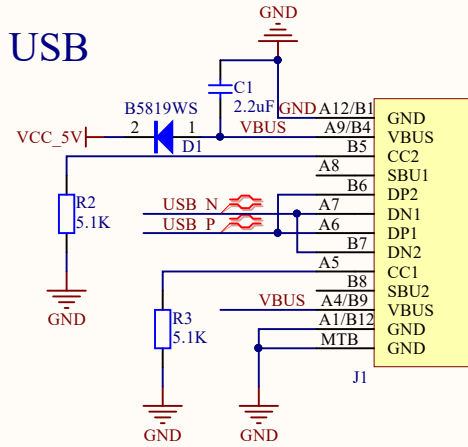 USB
GND
C1
2.2uF
B5819WS
2
1
D1
VCC_5V
VBUS
GND
A12/B1
GND
A9/B4
VBUS
B5
CC2
A8
SBU1
B6
DP2
R2
5.1K
USB_N
A7
DN1
USB_P
A6
DP1
B7
DN2
A5
CC1
GND
B8
SBU2
VBUS
A4/B9
VBUS
R3
5.1K
A1/B12
GND
MTB
GND
J1
GND
GND